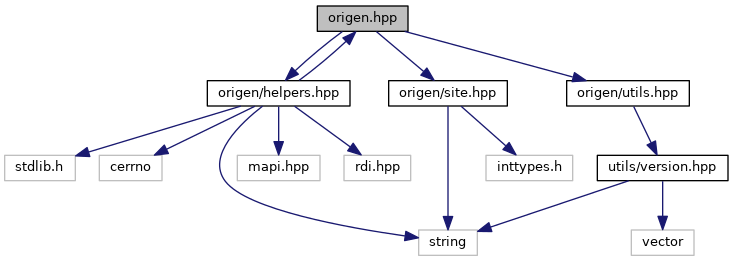 origen.hpp
origen/helpers.hpp
origen/site.hpp
origen/utils.hpp
stdlib.h
cerrno
mapi.hpp
rdi.hpp
inttypes.h
utils/version.hpp
string
vector